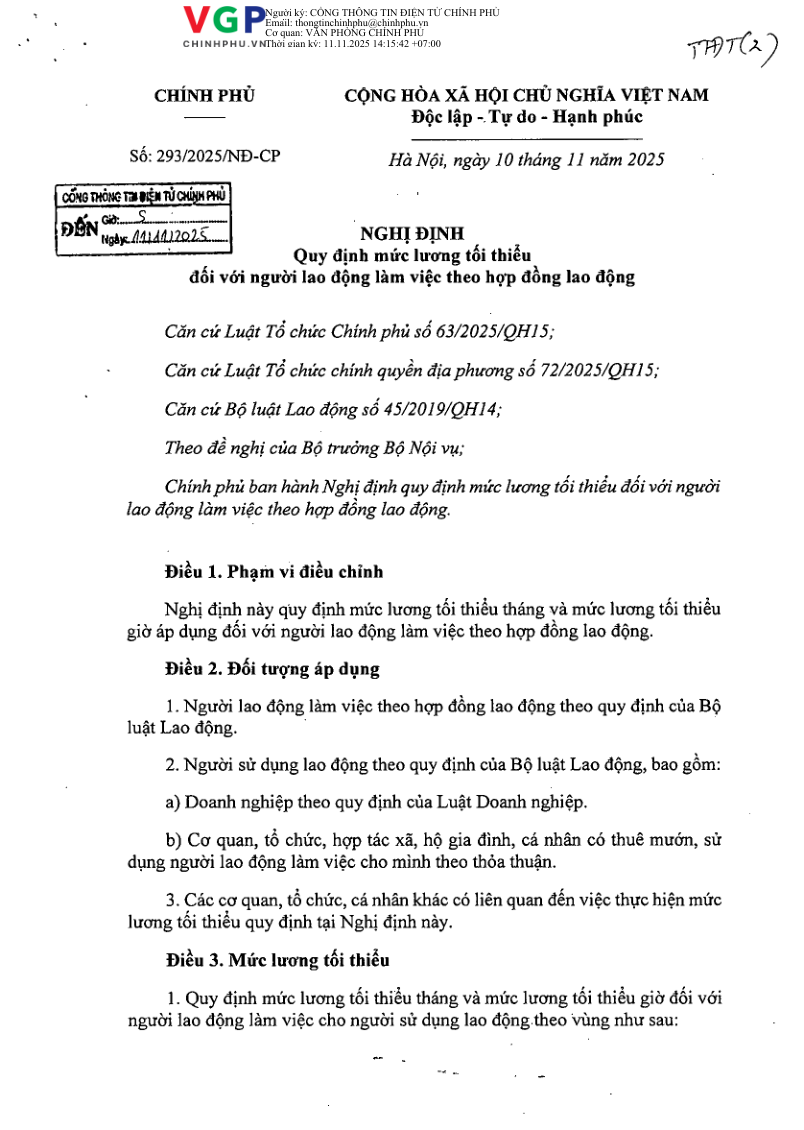 VGP
CHINHPHU.VN
Người ký: CỔNG THÔNG TIN ĐIỆN TỬ CHÍNH PHỦ
Email: thongtinchinhphu@chinhphu.vn
Cơ quan: VĂN PHÒNG CHÍNH PHỦ
Thời gian ký: 11.11.2025 14:15:42 +07:00
TTĐT(2)
CHÍNH PHỦ
CỘNG HÒA XÃ HỘI CHỦ NGHĨA VIỆT NAM
Độc lập - Tự do - Hạnh phúc
Số: 293/2025/NĐ-CP
Hà Nội, ngày 10 tháng 11 năm 2025
CỔNG THÔNG TIN ĐIỆN TỬ CHÍNH PHỦ
ĐẾN Giờ: S
Ngày: 11/11/2025
NGHỊ ĐỊNH
Quy định mức lương tối thiểu
đối với người lao động làm việc theo hợp đồng lao động
Căn cứ Luật Tổ chức Chính phủ số 63/2025/QH15;
Căn cứ Luật Tổ chức chính quyền địa phương số 72/2025/QH15;
Căn cứ Bộ luật Lao động số 45/2019/QH14;
Theo đề nghị của Bộ trưởng Bộ Nội vụ;
Chính phủ ban hành Nghị định quy định mức lương tối thiểu đối với người
lao động làm việc theo hợp đồng lao động.
Điều 1. Phạm vi điều chỉnh
Nghị định này quy định mức lương tối thiểu tháng và mức lương tối thiểu
giờ áp dụng đối với người lao động làm việc theo hợp đồng lao động.
Điều 2. Đối tượng áp dụng
1. Người lao động làm việc theo hợp đồng lao động theo quy định của Bộ
luật Lao động.
2. Người sử dụng lao động theo quy định của Bộ luật Lao động, bao gồm:
a) Doanh nghiệp theo quy định của Luật Doanh nghiệp.
b) Cơ quan, tổ chức, hợp tác xã, hộ gia đình, cá nhân có thuê mướn, sử
dụng người lao động làm việc cho mình theo thỏa thuận.
3. Các cơ quan, tổ chức, cá nhân khác có liên quan đến việc thực hiện mức
lương tối thiểu quy định tại Nghị định này.
Điều 3. Mức lương tối thiểu
1. Quy định mức lương tối thiểu tháng và mức lương tối thiểu giờ đối với
người lao động làm việc cho người sử dụng lao động theo vùng như sau: